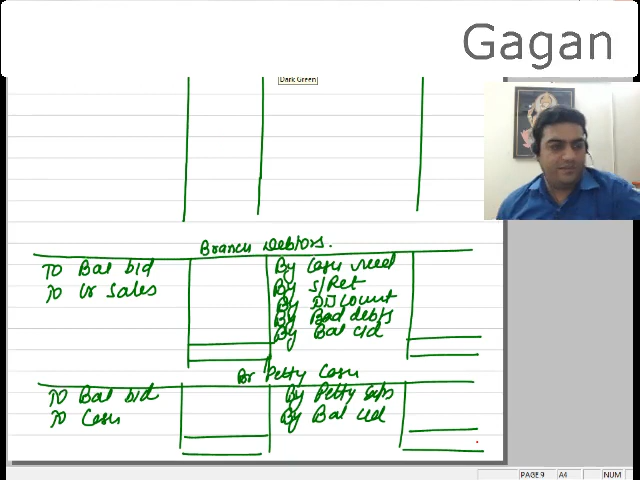 Gagan
Dark Green
Branch Debtors.
To Bal b|d By Cash recd
To Cr Sales By S/Ret
By Discount
By Bad debts
By Bal c|d
Br Petty Cash
To Bal b|d By Petty Exps
To Cash By Bal c|d
PAGE 9 A4 NUM